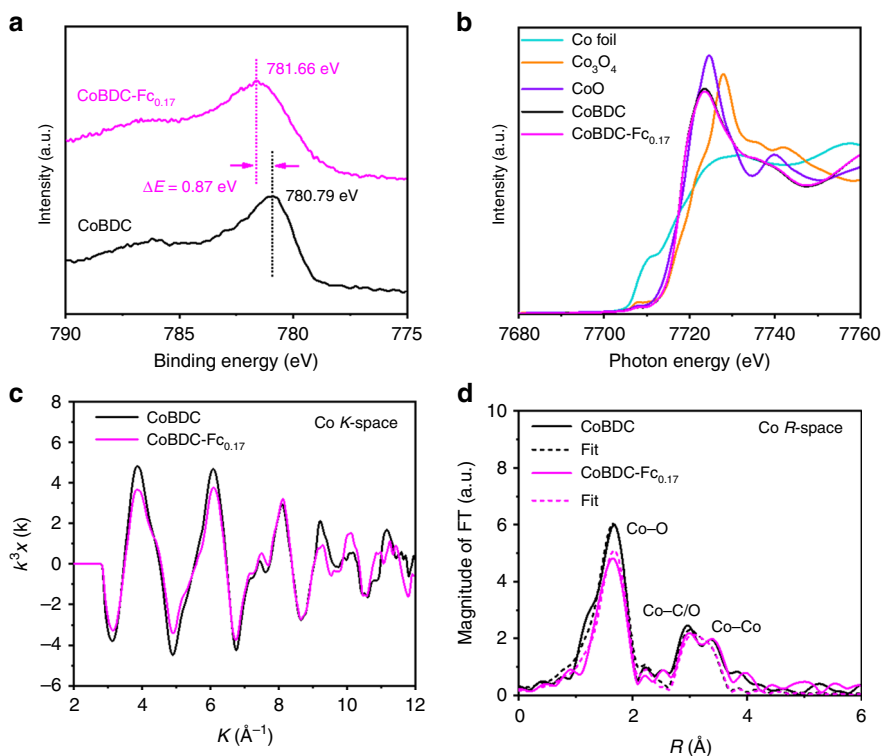 a
781.66 eV
CoBDC-Fc0.17
ΔE = 0.87 eV
780.79 eV
CoBDC
Intensity (a.u.)
790 785 780 775
Binding energy (eV)
b
Co foil
Co3O4
CoO
CoBDC
CoBDC-Fc0.17
Intensity (a.u.)
7680 7700 7720 7740 7760
Photon energy (eV)
c
CoBDC
CoBDC-Fc0.17
Co K-space
k³x (k)
8
6
4
2
0
−2
−4
−6
2 4 6 8 10 12
K (Å⁻¹)
d
CoBDC
Fit
CoBDC-Fc0.17
Fit
Co R-space
Co–O
Co–C/O
Co–Co
Magnitude of FT (a.u.)
10
8
6
4
2
0
0 2 4 6
R (Å)